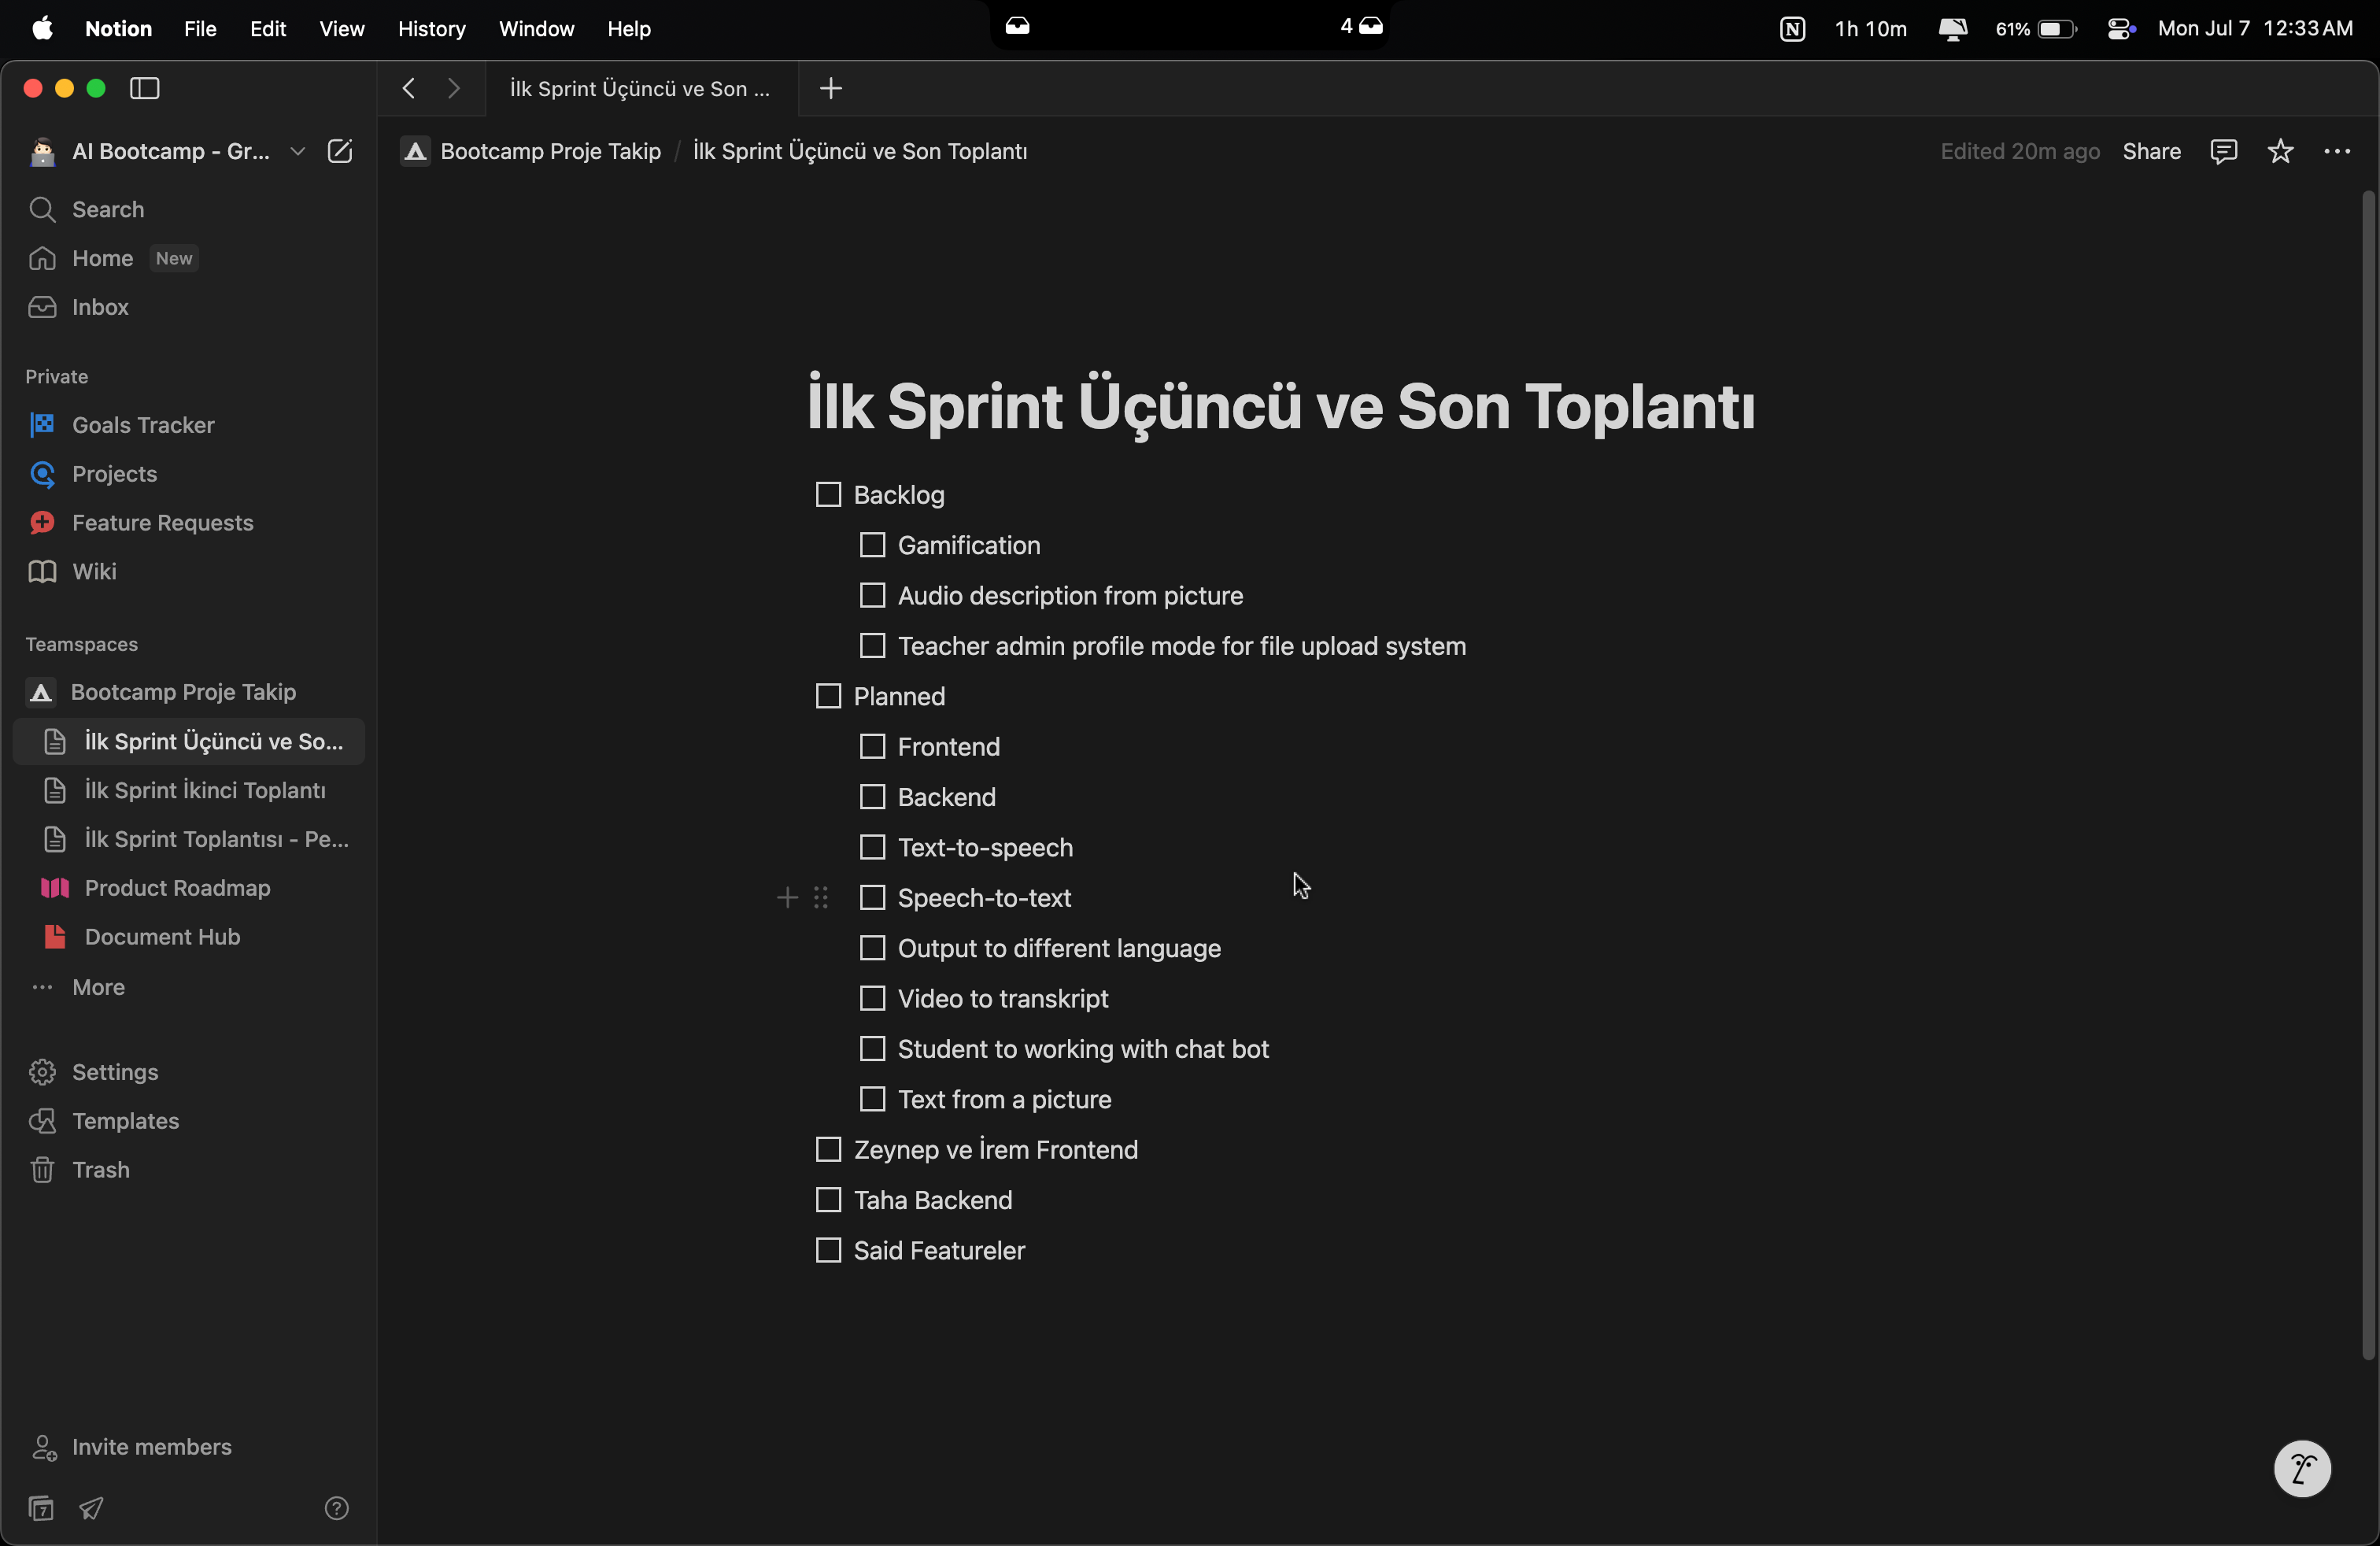 Notion File Edit View History Window Help
4
1h 10m 61% Mon Jul 7 12:33 AM
İlk Sprint Üçüncü ve Son ...
AI Bootcamp - Gr...
Bootcamp Proje Takip / İlk Sprint Üçüncü ve Son Toplantı
Edited 20m ago Share
Search
Home New
Inbox
Private
Goals Tracker
Projects
Feature Requests
Wiki
Teamspaces
Bootcamp Proje Takip
İlk Sprint Üçüncü ve So...
İlk Sprint İkinci Toplantı
İlk Sprint Toplantısı - Pe...
Product Roadmap
Document Hub
More
Settings
Templates
Trash
Invite members
7
İlk Sprint Üçüncü ve Son Toplantı
Backlog
Gamification
Audio description from picture
Teacher admin profile mode for file upload system
Planned
Frontend
Backend
Text-to-speech
Speech-to-text
Output to different language
Video to transkript
Student to working with chat bot
Text from a picture
Zeynep ve İrem Frontend
Taha Backend
Said Featureler